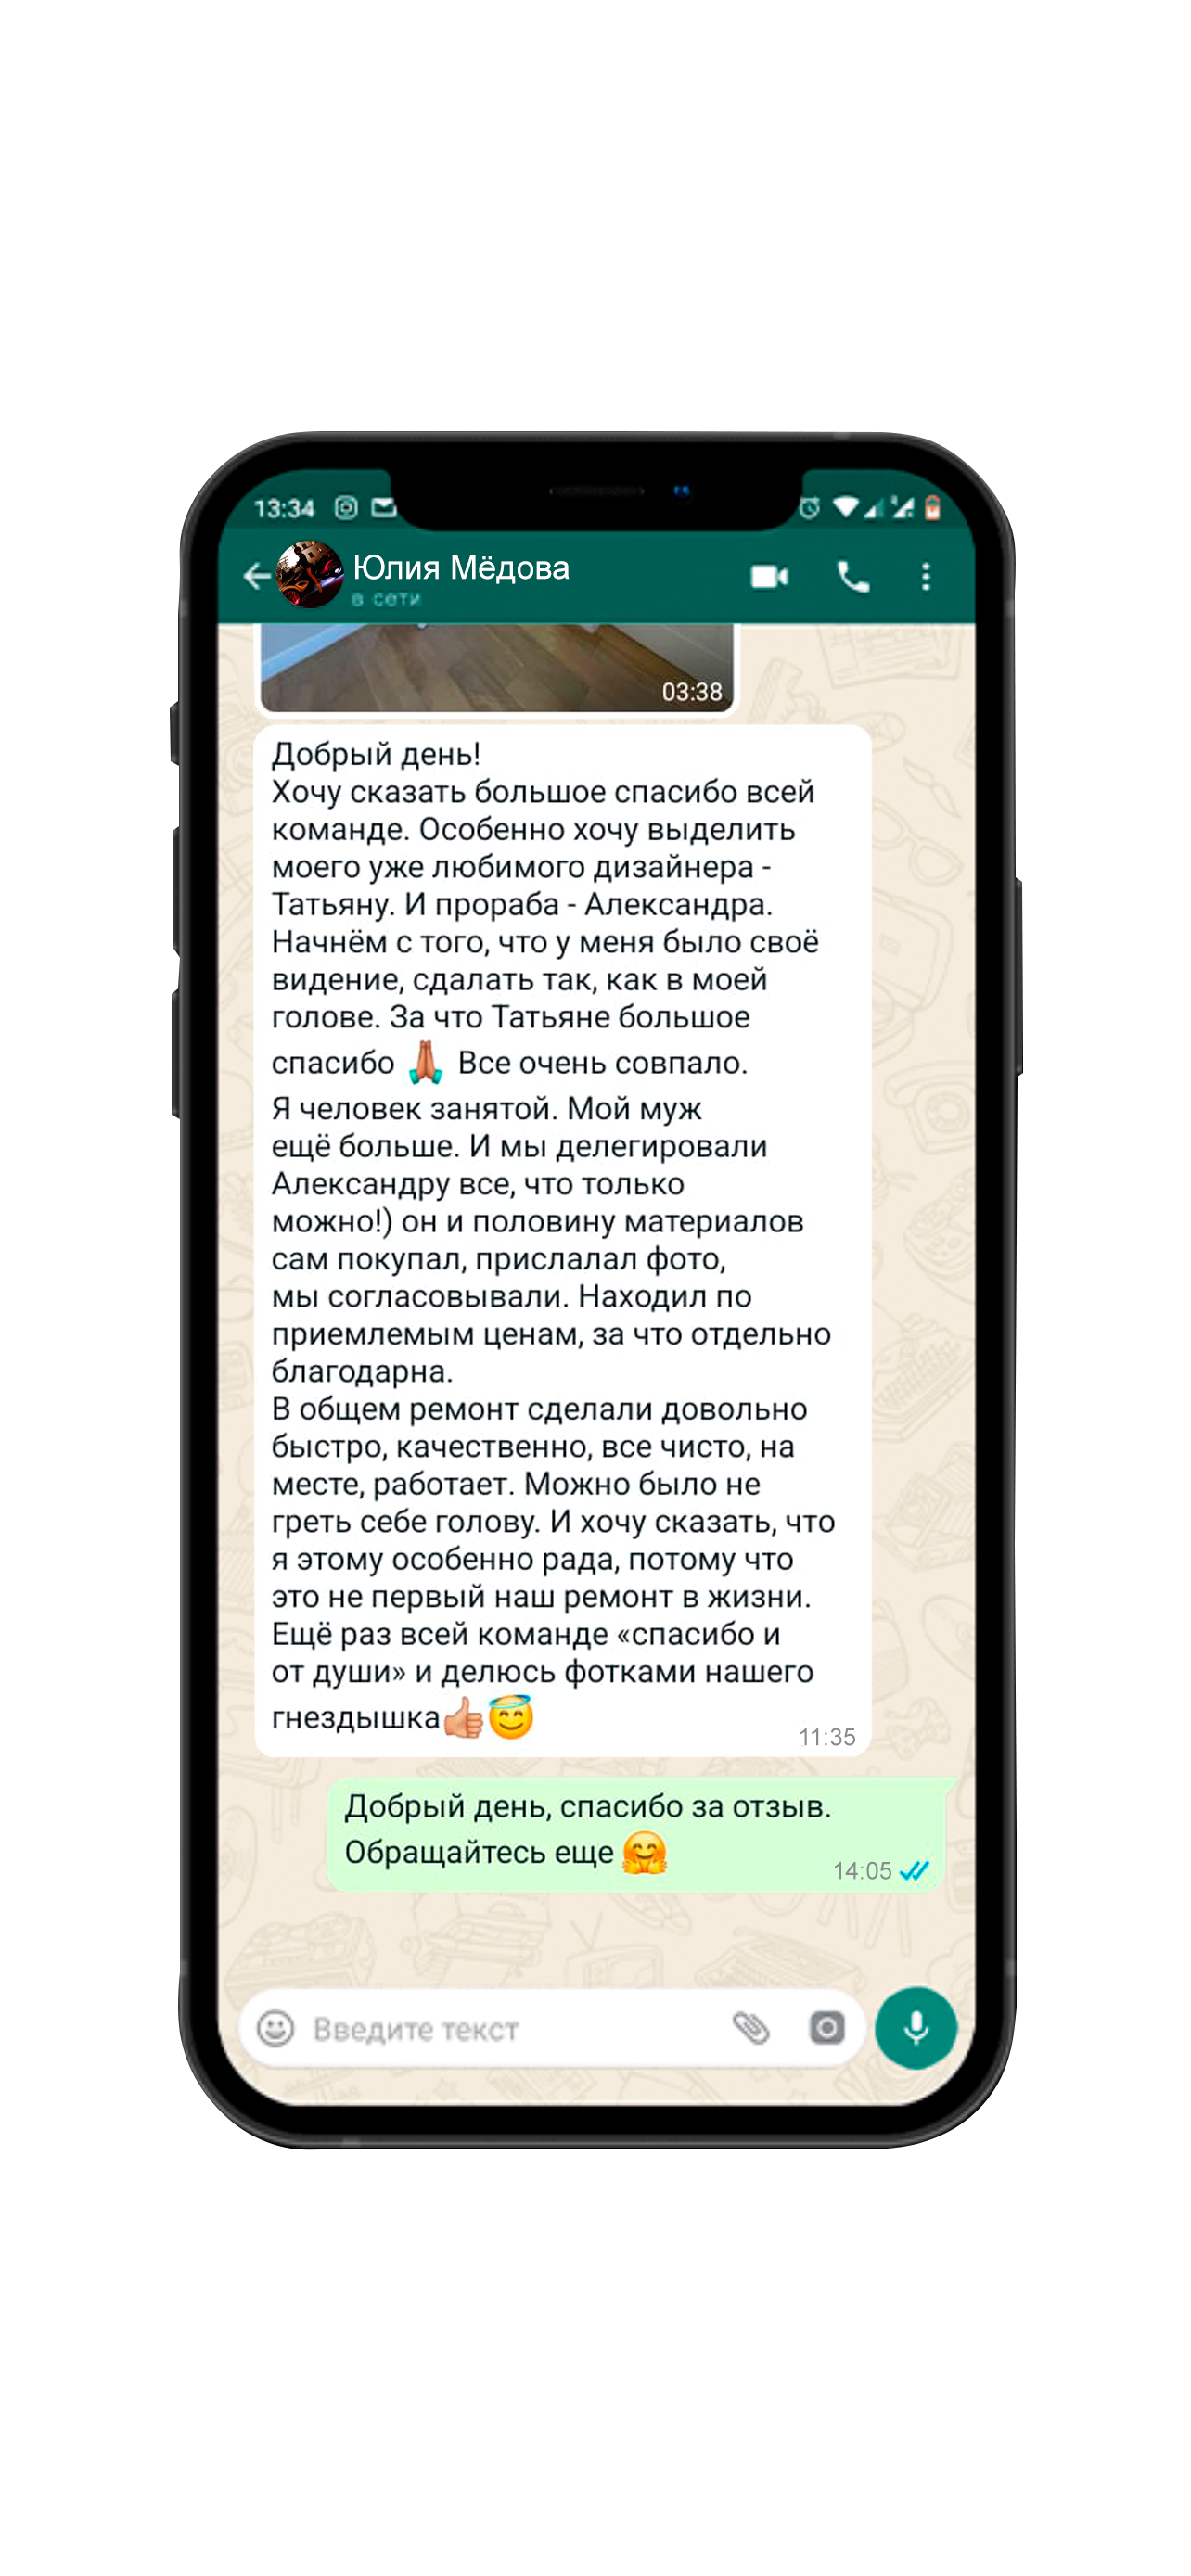 13:34
Юлия Мёдова
в сети
03:38
Добрый день!
Хочу сказать большое спасибо всей
команде. Особенно хочу выделить
моего уже любимого дизайнера -
Татьяну. И прораба - Александра.
Начнём с того, что у меня было своё
видение, сдалать так, как в моей
голове. За что Татьяне большое
спасибо 🙏 Все очень совпало.
Я человек занятой. Мой муж
ещё больше. И мы делегировали
Александру все, что только
можно!) он и половину материалов
сам покупал, прислалал фото,
мы согласовывали. Находил по
приемлемым ценам, за что отдельно
благодарна.
В общем ремонт сделали довольно
быстро, качественно, все чисто, на
месте, работает. Можно было не
греть себе голову. И хочу сказать, что
я этому особенно рада, потому что
это не первый наш ремонт в жизни.
Ещё раз всей команде «спасибо и
от души» и делюсь фотками нашего
гнездышка👍😇
11:35
Добрый день, спасибо за отзыв.
Обращайтесь еще 🤗
14:05
Введите текст